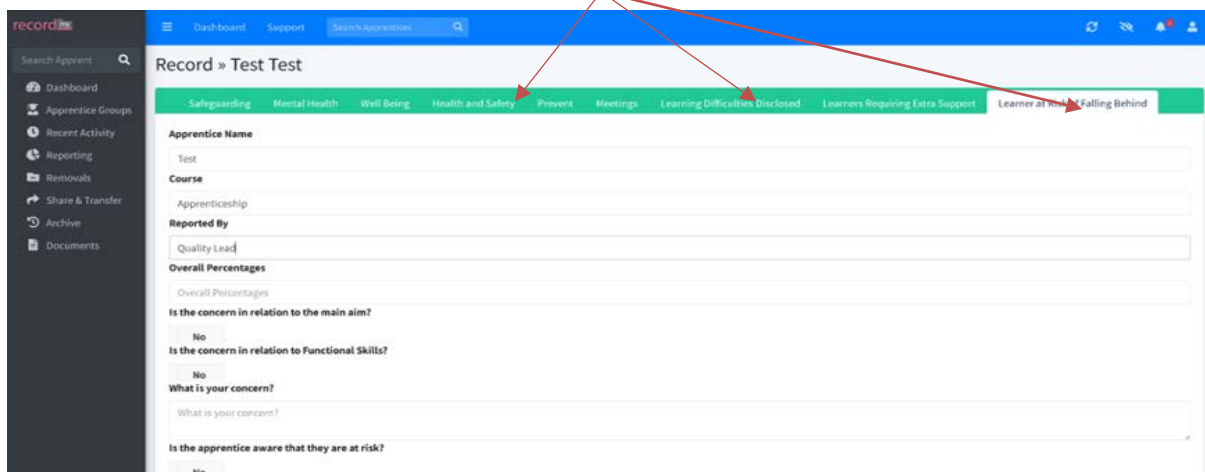 record
Dashboard Support Search Apprentices
Search Apprent
Dashboard
Apprentice Groups
Recent Activity
Reporting
Removals
Share & Transfer
Archive
Documents
Record » Test Test
Safeguarding Mental Health Well Being Health and Safety Prevent Meetings Learning Difficulties Disclosed Learners Requiring Extra Support Learner at Risk of Falling Behind
Apprentice Name
Test
Course
Apprenticeship
Reported By
Quality Lead
Overall Percentages
Overall Percentages
Is the concern in relation to the main aim?
No
Is the concern in relation to Functional Skills?
No
What is your concern?
What is your concern?
Is the apprentice aware that they are at risk?
No